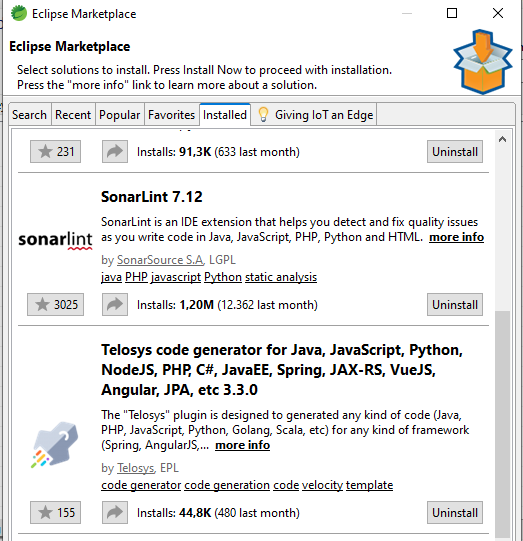 Eclipse Marketplace
Eclipse Marketplace
Select solutions to install. Press Install Now to proceed with installation.
Press the "more info" link to learn more about a solution.
Search Recent Popular Favorites Installed Giving IoT an Edge
231 Installs: 91,3K (633 last month) Uninstall
SonarLint 7.12
sonarlint
SonarLint is an IDE extension that helps you detect and fix quality issues
as you write code in Java, JavaScript, PHP, Python and HTML. more info
by SonarSource S.A, LGPL
java PHP javascript Python static analysis
3025 Installs: 1,20M (12.362 last month) Uninstall
Telosys code generator for Java, JavaScript, Python,
NodeJS, PHP, C#, JavaEE, Spring, JAX-RS, VueJS,
Angular, JPA, etc 3.3.0
The "Telosys" plugin is designed to generated any kind of code (Java,
PHP, JavaScript, Python, Golang, Scala, etc) for any kind of framework
(Spring, AngularJS,... more info
by Telosys, EPL
code generator code generation code velocity template
155 Installs: 44,8K (480 last month) Uninstall